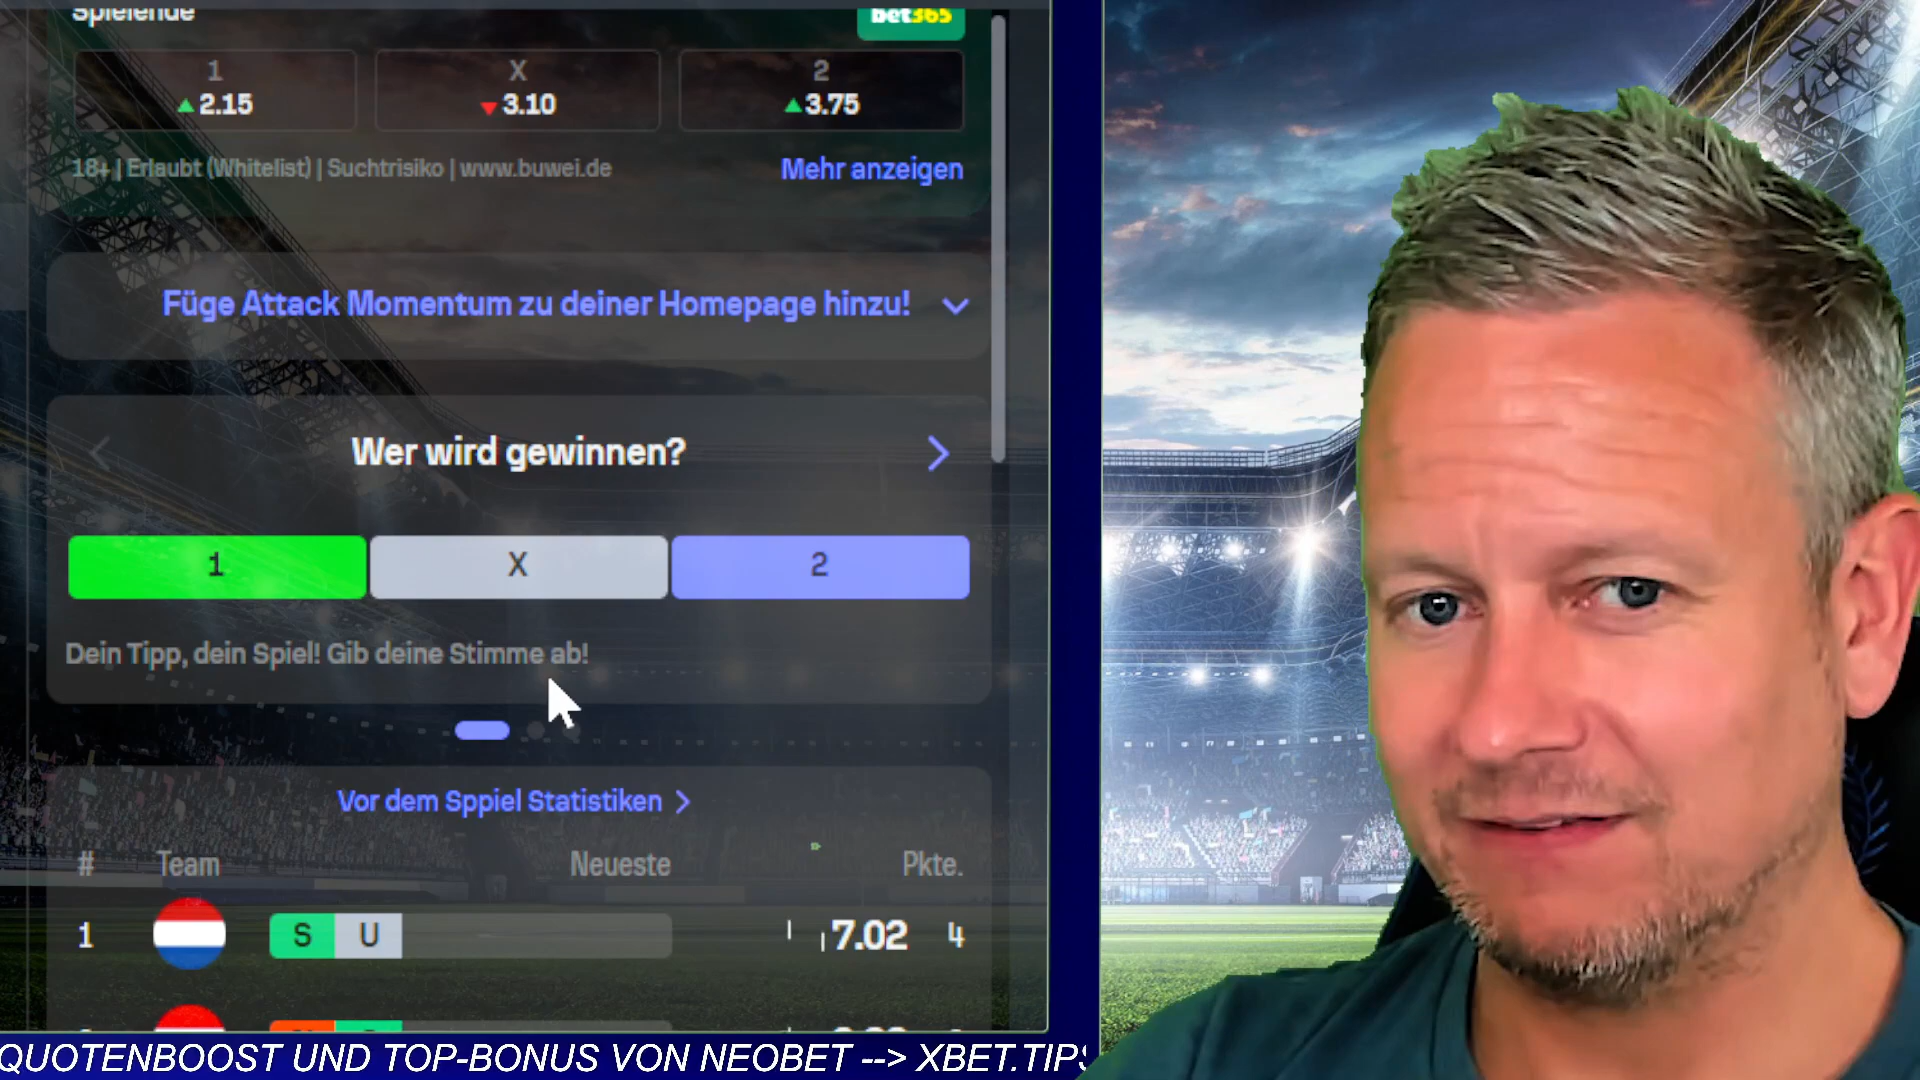 Spielende
bet365
1 X 2
2.15 3.10 3.75
18+ | Erlaubt (Whitelist) | Suchtrisiko | www.buwei.de
Mehr anzeigen
Füge Attack Momentum zu deiner Homepage hinzu!
Wer wird gewinnen?
1 X 2
Dein Tipp, dein Spiel! Gib deine Stimme ab!
Vor dem Sppiel Statistiken
# Team Neueste Pkte.
1 S U 7.02 4
QUOTENBOOST UND TOP-BONUS VON NEOBET --> XBET.TIPS